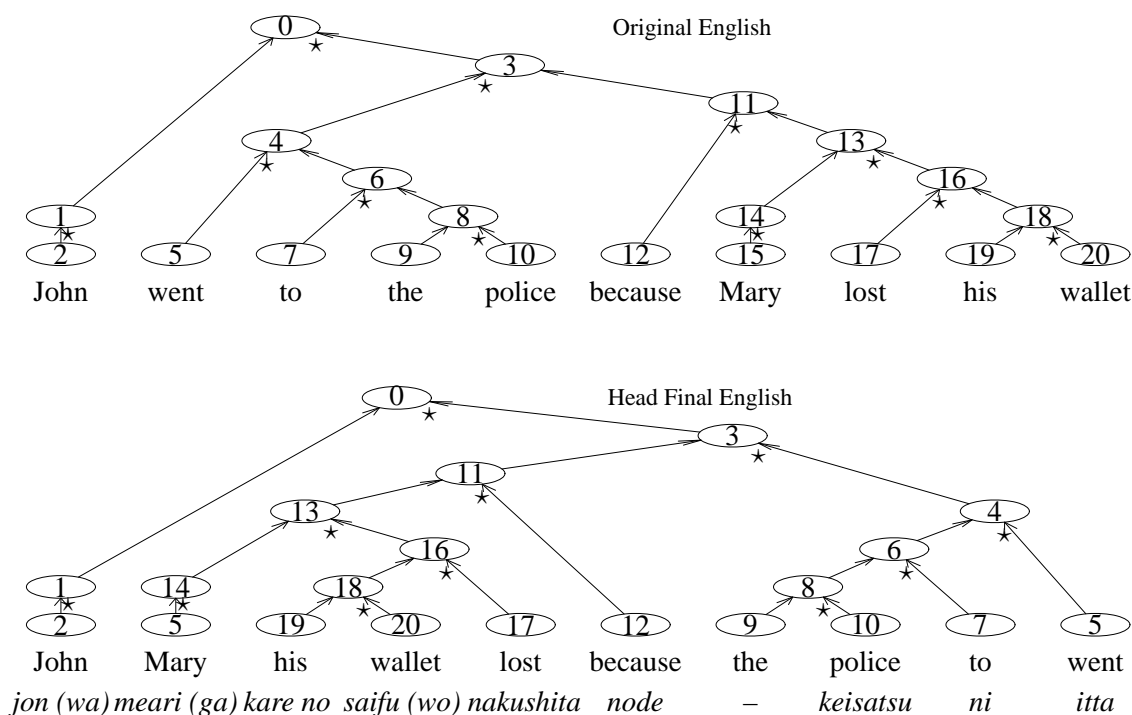 0 Original English
3
11
4 13
6 16
1 8 14 18
2 5 7 9 10 12 15 17 19 20
John went to the police because Mary lost his wallet
0 Head Final English
3
11
13 4
16 6
1 14 18 8
2 5 19 20 17 12 9 10 7 5
John Mary his wallet lost because the police to went
jon (wa) meari (ga) kare no saifu (wo) nakushita node – keisatsu ni itta